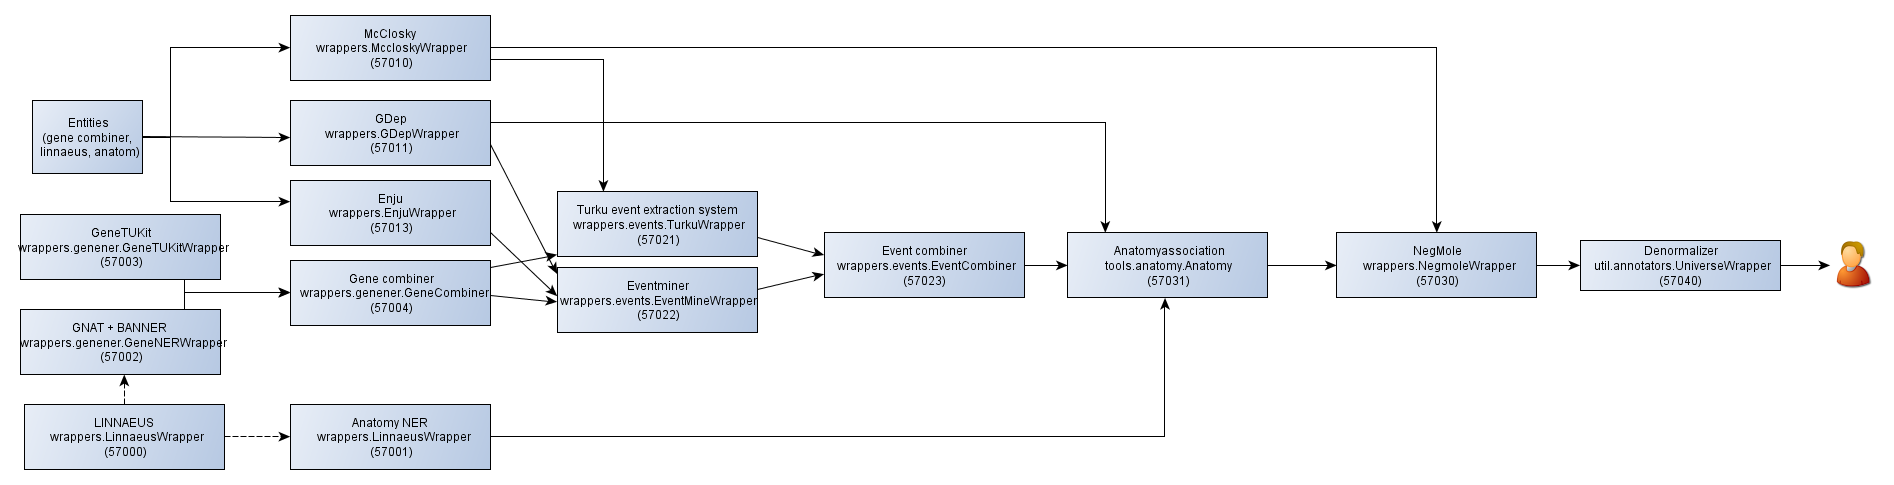 McClosky
wrappers.McccloskyWrapper
(57010)
Entities
(gene combiner,
linnaeus, anatom)
GDep
wrappers.GDepWrapper
(57011)
Enju
wrappers.EnjuWrapper
(57013)
GeneTUKit
wrappers.genener.GeneTUKitWrapper
(57003)
Gene combiner
wrappers.genener.GeneCombiner
(57004)
GNAT + BANNER
wrappers.genener.GeneNERWrapper
(57002)
LINNAEUS
wrappers.LinnaeusWrapper
(57000)
Anatomy NER
wrappers.LinnaeusWrapper
(57001)
Turku event extraction system
wrappers.events.TurkuWrapper
(57021)
Eventminer
wrappers.events.EventMineWrapper
(57022)
Event combiner
wrappers.events.EventCombiner
(57023)
Anatomyassociation
tools.anatomy.Anatomy
(57031)
NegMole
wrappers.NegmoleWrapper
(57030)
Denormalizer
util.annotators.UniverseWrapper
(57040)